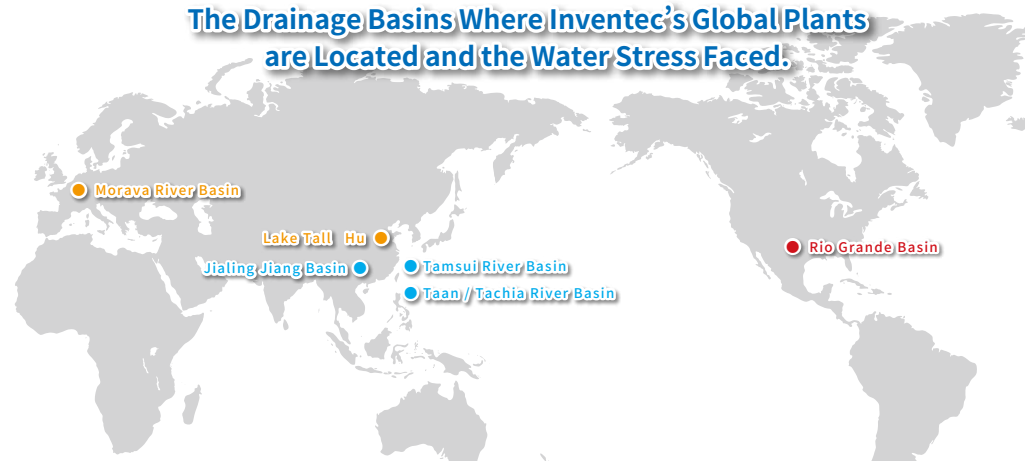 The Drainage Basins Where Inventec's Global Plants
are Located and the Water Stress Faced.
Morava River Basin
Lake Tall Hu
Rio Grande Basin
Jialing Jiang Basin
Tamsui River Basin
Taan / Tachia River Basin